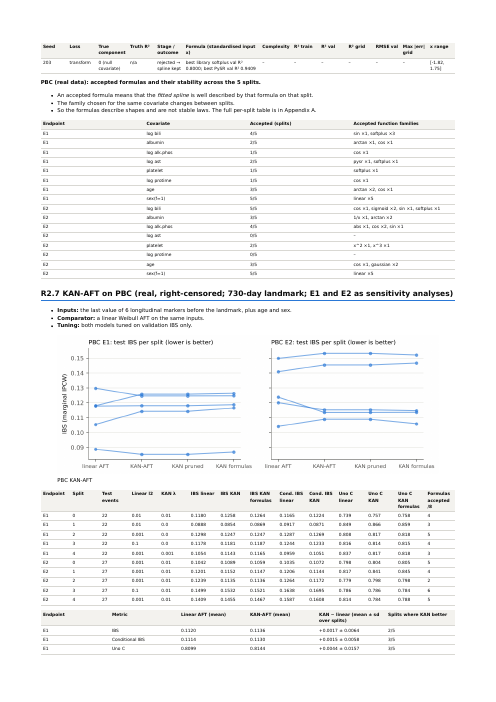 Seed Loss True component Truth R² Stage / outcome Formula (standardised input x) Complexity R² train R² val R² grid RMSE val Max |err| grid x range
203 transform 0 (null covariate) n/a rejected → spline kept best library softplus val R² 0.8000; best PySR val R² 0.9409 – – – – – – [-1.82, 1.75]
PBC (real data): accepted formulas and their stability across the 5 splits.
An accepted formula means that the fitted spline is well described by that formula on that split.
The family chosen for the same covariate changes between splits.
So the formulas describe shapes and are not stable laws. The full per-split table is in Appendix A.
Endpoint Covariate Accepted (splits) Accepted function families
E1 log bili 4/5 sin ×1, softplus ×3
E1 albumin 2/5 arctan ×1, cos ×1
E1 log alk.phos 1/5 cos ×1
E1 log ast 2/5 pysr ×1, softplus ×1
E1 platelet 1/5 softplus ×1
E1 log protime 1/5 cos ×1
E1 age 3/5 arctan ×2, cos ×1
E1 sex(f=1) 5/5 linear ×5
E2 log bili 5/5 cos ×1, sigmoid ×2, sin ×1, softplus ×1
E2 albumin 3/5 1/x ×1, arctan ×2
E2 log alk.phos 4/5 abs ×1, cos ×2, sin ×1
E2 log ast 0/5 –
E2 platelet 2/5 x^2 ×1, x^3 ×1
E2 log protime 0/5 –
E2 age 3/5 cos ×1, gaussian ×2
E2 sex(f=1) 5/5 linear ×5
R2.7 KAN-AFT on PBC (real, right-censored; 730-day landmark; E1 and E2 as sensitivity analyses)
Inputs: the last value of 6 longitudinal markers before the landmark, plus age and sex.
Comparator: a linear Weibull AFT on the same inputs.
Tuning: both models tuned on validation IBS only.
PBC E1: test IBS per split (lower is better)
PBC E2: test IBS per split (lower is better)
IBS (marginal IPCW)
0.15
0.14
0.13
0.12
0.11
0.10
0.09
linear AFT KAN-AFT KAN pruned KAN formulas
linear AFT KAN-AFT KAN pruned KAN formulas
PBC KAN-AFT
Endpoint Split Test events Linear l2 KAN λ IBS linear IBS KAN IBS KAN formulas Cond. IBS linear Cond. IBS KAN Uno C linear Uno C KAN Uno C KAN formulas Formulas accepted /8
E1 0 22 0.01 0.01 0.1180 0.1258 0.1264 0.1165 0.1224 0.739 0.757 0.758 4
E1 1 22 0.01 0.0 0.0888 0.0854 0.0869 0.0917 0.0871 0.849 0.866 0.859 3
E1 2 22 0.001 0.0 0.1298 0.1247 0.1247 0.1287 0.1269 0.808 0.817 0.818 5
E1 3 22 0.1 0.0 0.1178 0.1181 0.1187 0.1244 0.1233 0.816 0.814 0.815 4
E1 4 22 0.001 0.001 0.1054 0.1143 0.1165 0.0959 0.1051 0.837 0.817 0.818 3
E2 0 27 0.001 0.01 0.1042 0.1089 0.1059 0.1035 0.1072 0.798 0.804 0.805 5
E2 1 27 0.01 0.01 0.1201 0.1152 0.1147 0.1206 0.1144 0.817 0.841 0.845 4
E2 2 27 0.001 0.01 0.1239 0.1135 0.1136 0.1264 0.1172 0.779 0.798 0.798 2
E2 3 27 0.1 0.01 0.1499 0.1532 0.1521 0.1638 0.1695 0.786 0.788 0.798 6
E2 4 27 0.001 0.01 0.1409 0.1455 0.1467 0.1587 0.1608 0.814 0.784 0.788 5
Endpoint Metric Linear AFT (mean) KAN-AFT (mean) KAN − linear (mean ± sd over splits) Splits where KAN better
E1 IBS 0.1120 0.1136 +0.0017 ± 0.0064 2/5
E1 Conditional IBS 0.1114 0.1130 +0.0015 ± 0.0058 3/5
E1 Uno C 0.8099 0.8144 +0.0044 ± 0.0157 3/5